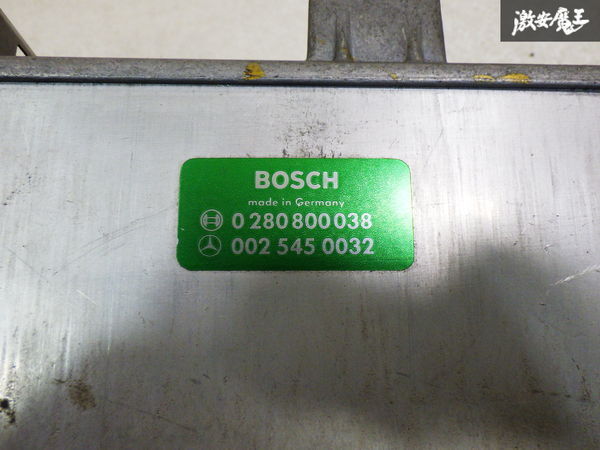 激安魔王
BOSCH
made in Germany
0 280 800 038
002 545 0032